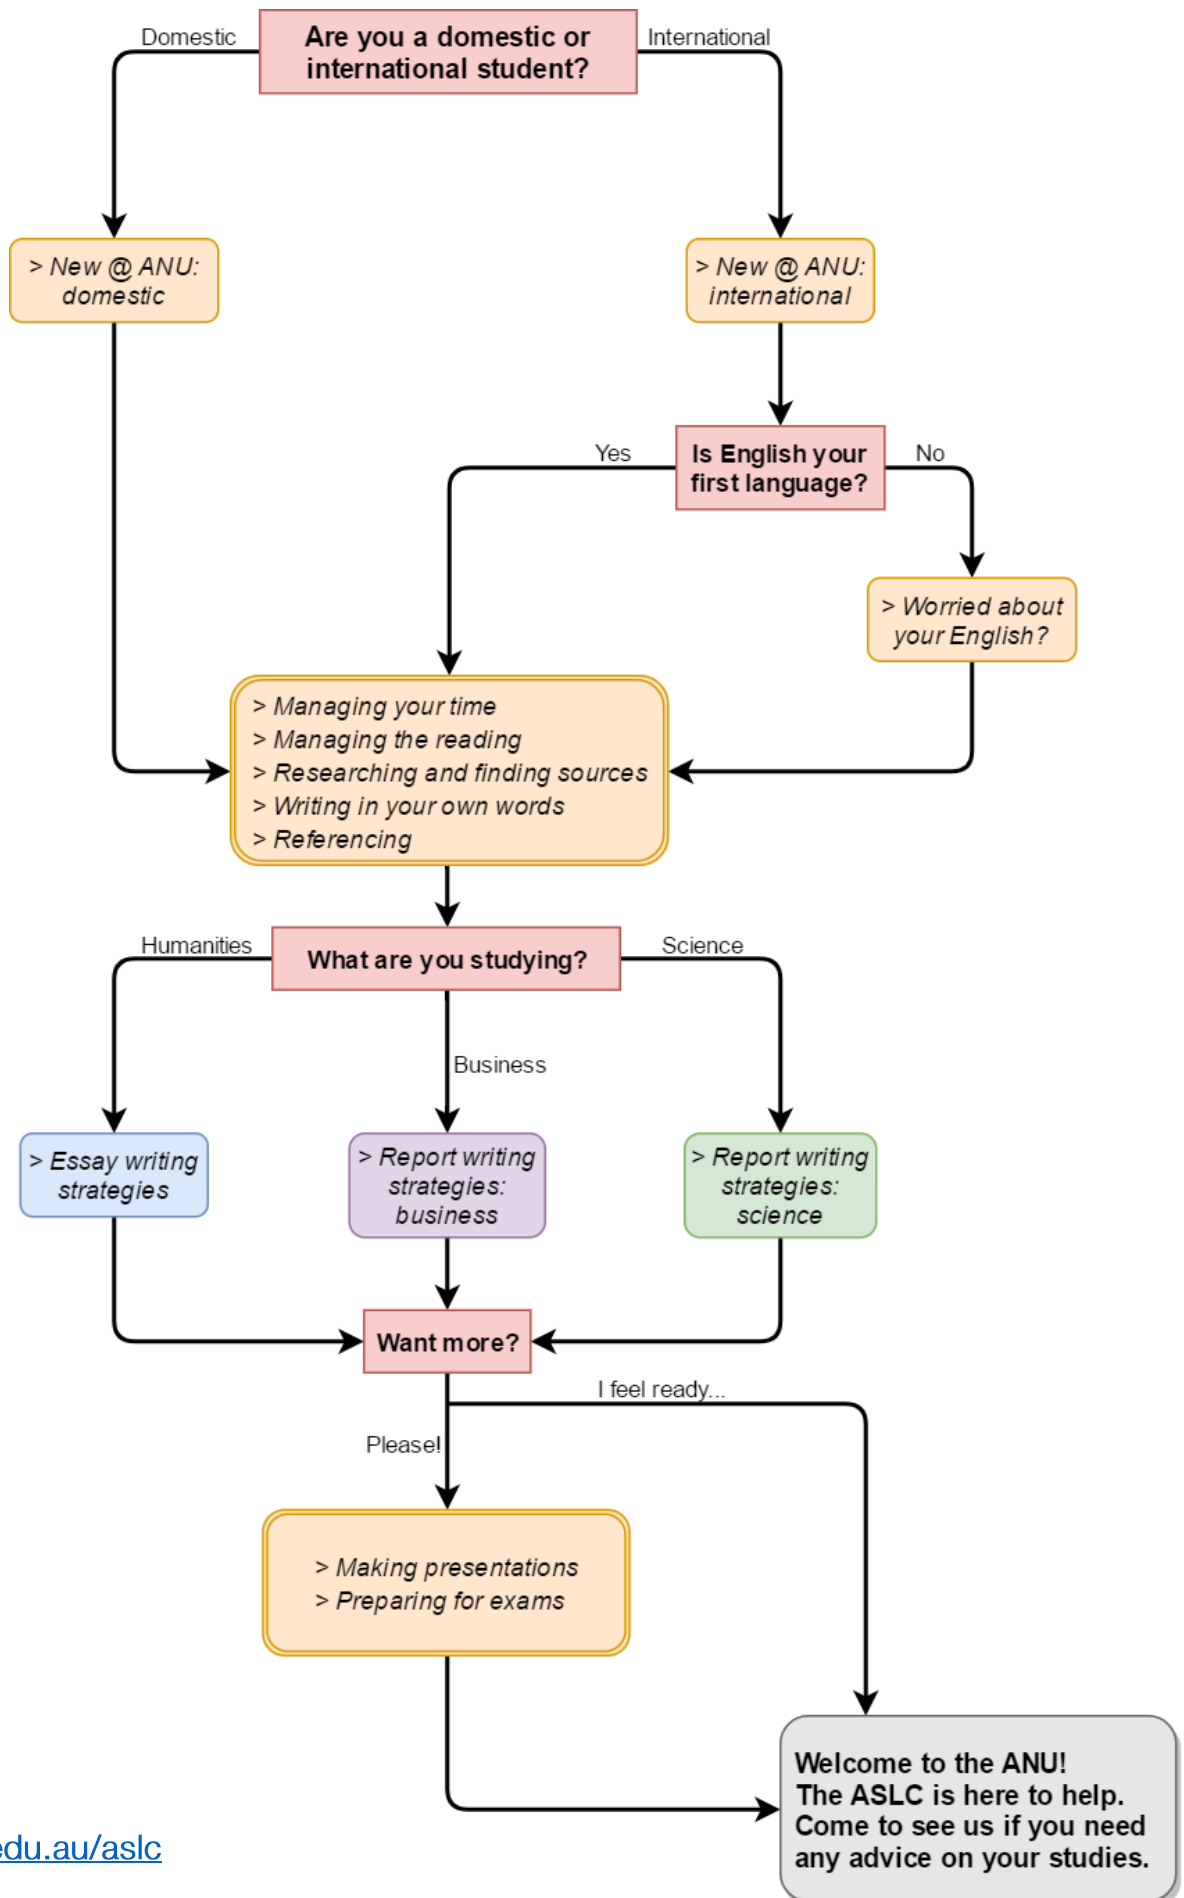 Are you a domestic or
international student?
Domestic
International
> New @ ANU:
domestic
> New @ ANU:
international
Is English your
first language?
Yes
No
> Worried about
your English?
> Managing your time
> Managing the reading
> Researching and finding sources
> Writing in your own words
> Referencing
What are you studying?
Humanities
Science
Business
> Essay writing
strategies
> Report writing
strategies:
business
> Report writing
strategies:
science
Want more?
I feel ready...
Please!
> Making presentations
> Preparing for exams
Welcome to the ANU!
The ASLC is here to help.
Come to see us if you need
any advice on your studies.
edu.au/aslc